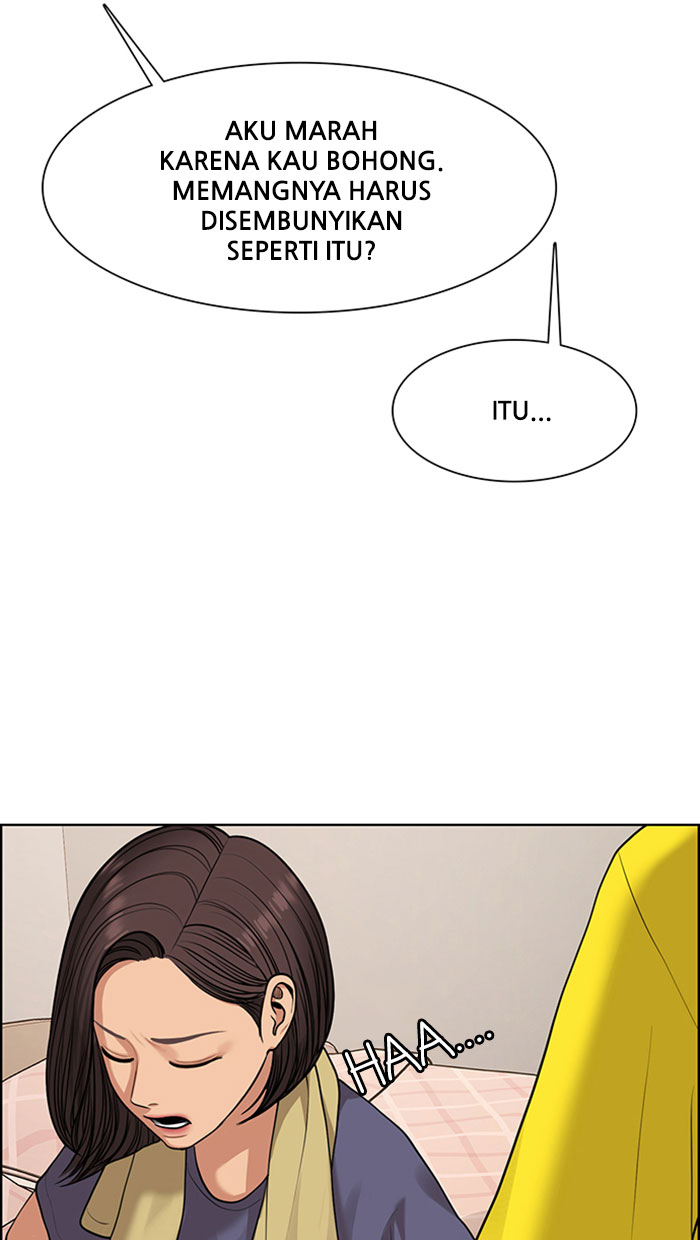 AKU MARAH
KARENA KAU BOHONG.
MEMANGNYA HARUS
DISEMBUNYIKAN
SEPERTI ITU?
ITU...
HAA....